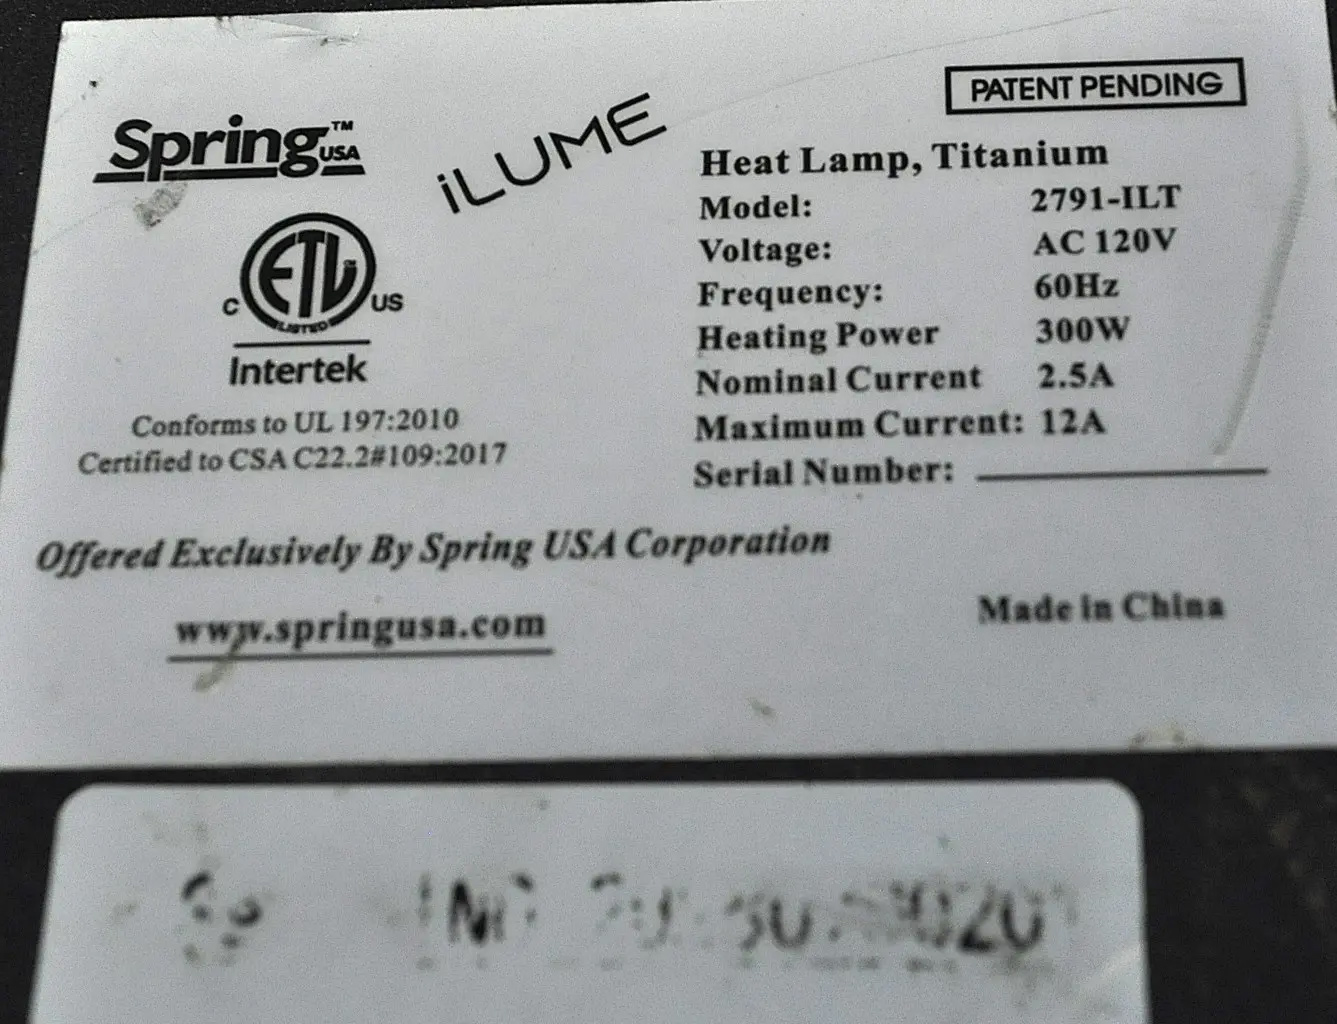 PATENT PENDING
Spring USA™
iLUME
Heat Lamp, Titanium
Model: 2791-ILT
Voltage: AC 120V
Frequency: 60Hz
Heating Power 300W
Nominal Current 2.5A
Maximum Current: 12A
Serial Number:
C ETL US
LISTED
Intertek
Conforms to UL 197:2010
Certified to CSA C22.2#109:2017
Offered Exclusively By Spring USA Corporation
www.springusa.com
Made in China